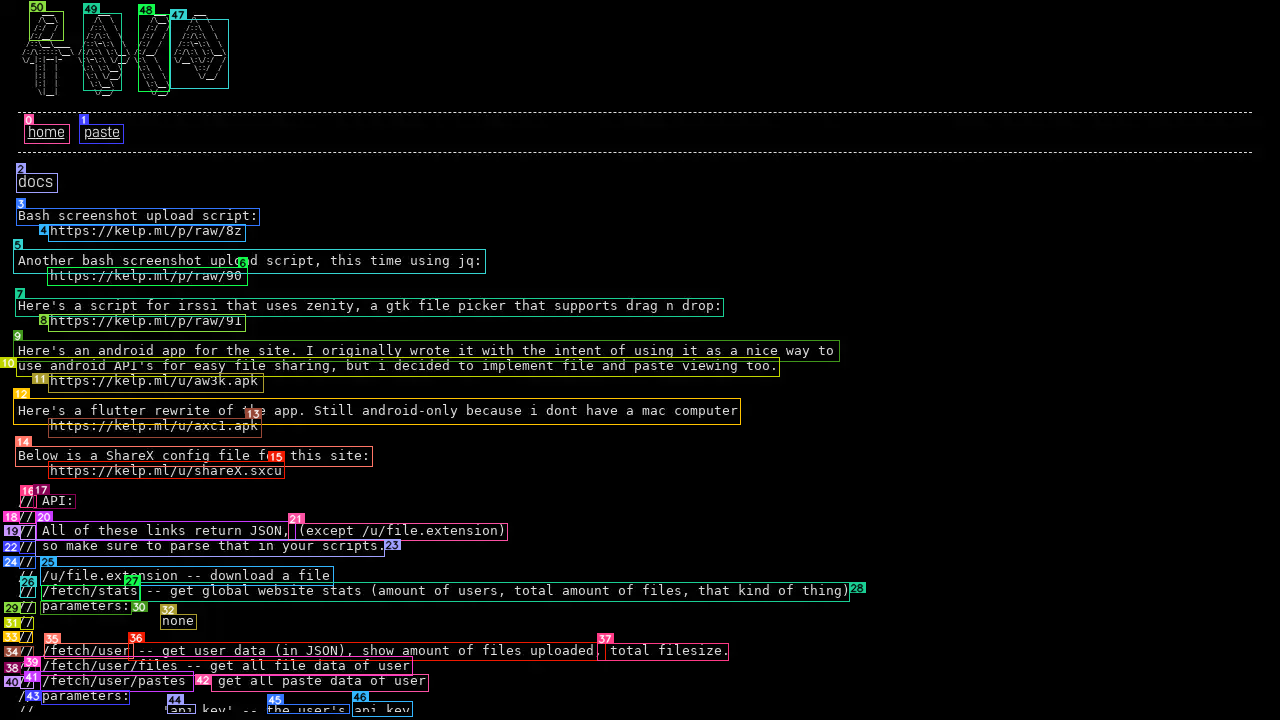 home paste
docs
Bash screenshot upload script:
https://kelp.ml/p/raw/8z
Another bash screenshot upload script, this time using jq:
https://kelp.ml/p/raw/90
Here's a script for irssi that uses zenity, a gtk file picker that supports drag n drop:
https://kelp.ml/p/raw/91
Here's an android app for the site. I originally wrote it with the intent of using it as a nice way to
use android API's for easy file sharing, but i decided to implement file and paste viewing too.
https://kelp.ml/u/aw3k.apk
Here's a flutter rewrite of the app. Still android-only because i dont have a mac computer
https://kelp.ml/u/axc1.apk
Below is a ShareX config file for this site:
https://kelp.ml/u/shareX.sxcu
// API:
//
// All of these links return JSON, (except /u/file.extension)
// so make sure to parse that in your scripts.
//
// /u/file.extension -- download a file
// /fetch/stats -- get global website stats (amount of users, total amount of files, that kind of thing)
// parameters:
// none
//
// /fetch/user -- get user data (in JSON), show amount of files uploaded, total filesize.
// /fetch/user/files -- get all file data of user
// /fetch/user/pastes -- get all paste data of user
// parameters:
// 'api_key' -- the user's api key